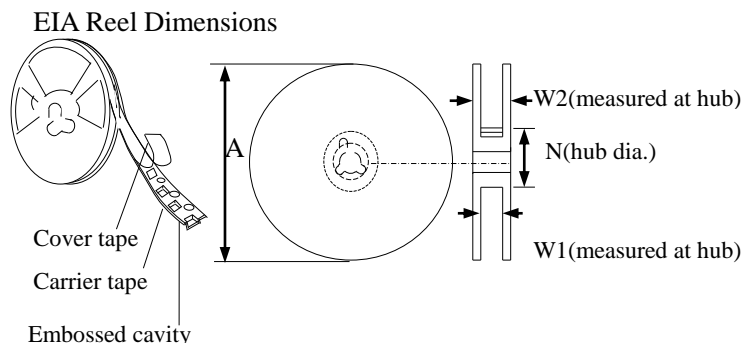 EIA Reel Dimensions
W2(measured at hub)
A
N(hub dia.)
Cover tape
W1(measured at hub)
Carrier tape
Embossed cavity